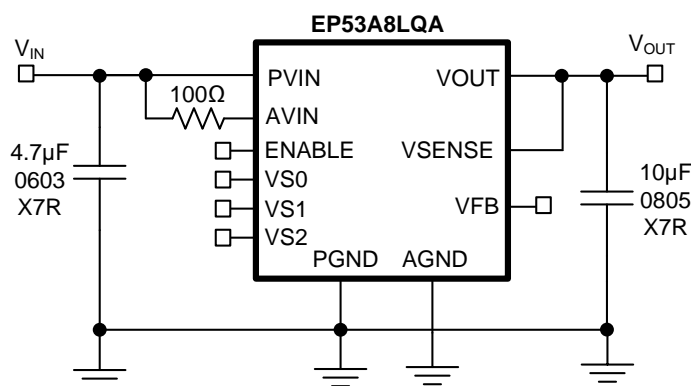 EP53A8LQA
VIN
VOUT
PVIN
VOUT
100Ω
AVIN
4.7µF
0603
X7R
ENABLE
VSENSE
VS0
VS1
VFB
VS2
10µF
0805
X7R
PGND
AGND